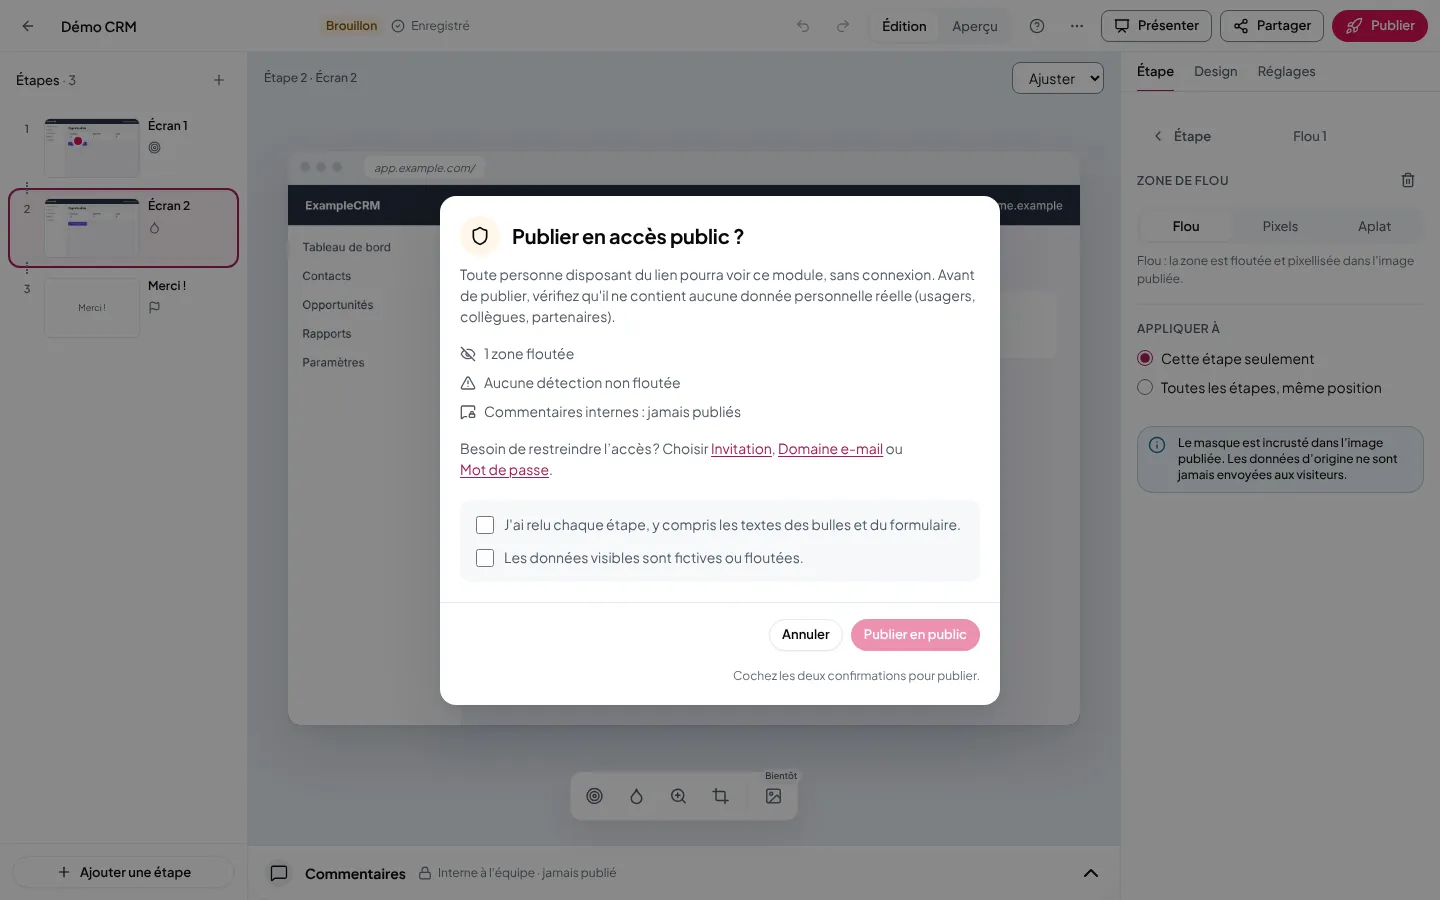 Démo CRM
Brouillon
Enregistré
Édition
Aperçu
Présenter
Partager
Publier
Étapes · 3
1
Écran 1
2
Écran 2
3
Merci !
Merci !
Ajouter une étape
Étape 2 · Écran 2
Ajuster
app.example.com/
ExampleCRM
me.example
Tableau de bord
Contacts
Opportunités
Rapports
Paramètres
Publier en accès public ?
Toute personne disposant du lien pourra voir ce module, sans connexion. Avant
de publier, vérifiez qu'il ne contient aucune donnée personnelle réelle (usagers,
collègues, partenaires).
1 zone floutée
Aucune détection non floutée
Commentaires internes : jamais publiés
Besoin de restreindre l'accès ? Choisir Invitation, Domaine e-mail ou
Mot de passe.
J'ai relu chaque étape, y compris les textes des bulles et du formulaire.
Les données visibles sont fictives ou floutées.
Annuler
Publier en public
Cochez les deux confirmations pour publier.
Bientôt
Commentaires
Interne à l'équipe · jamais publié
Étape
Design
Réglages
Étape
Flou 1
ZONE DE FLOU
Flou
Pixels
Aplat
Flou : la zone est floutée et pixellisée dans l'image
publiée.
APPLIQUER À
Cette étape seulement
Toutes les étapes, même position
Le masque est incrusté dans l'image
publiée. Les données d'origine ne sont
jamais envoyées aux visiteurs.